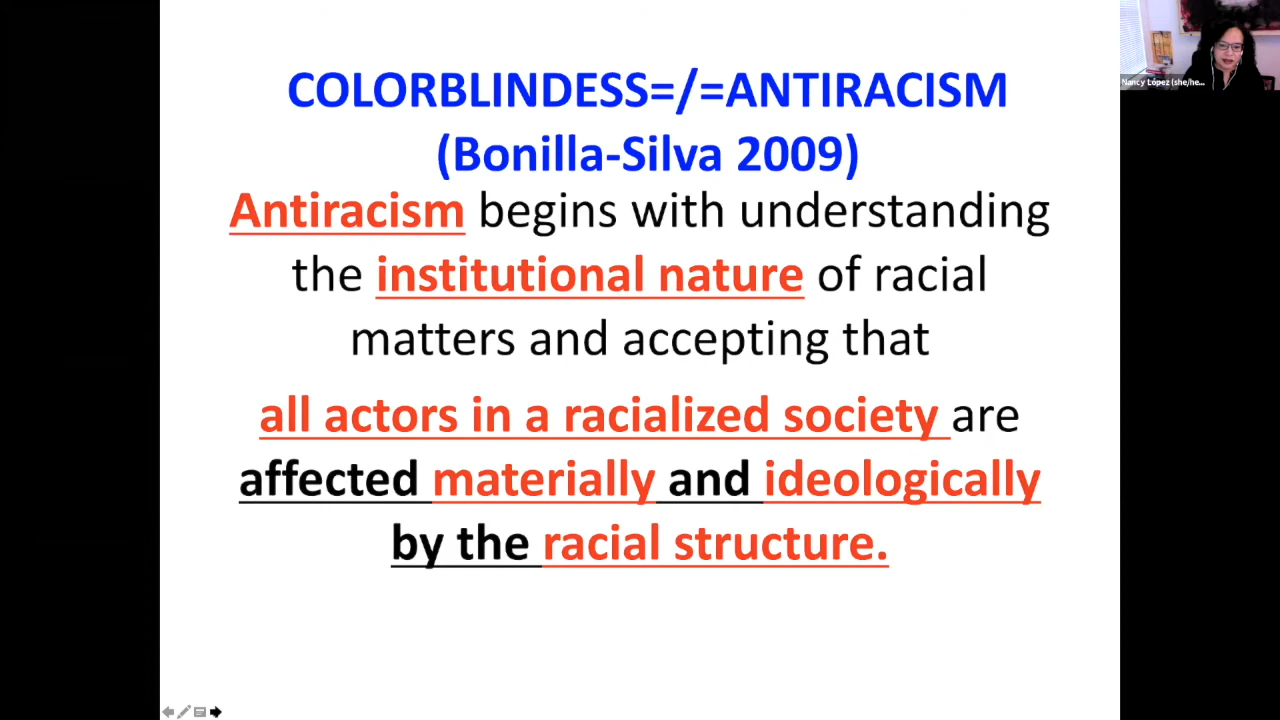 COLORBLINDESS=/=ANTIRACISM
(Bonilla-Silva 2009)
Antiracism begins with understanding
the institutional nature of racial
matters and accepting that
all actors in a racialized society are
affected materially and ideologically
by the racial structure.
Nancy López (she/he...